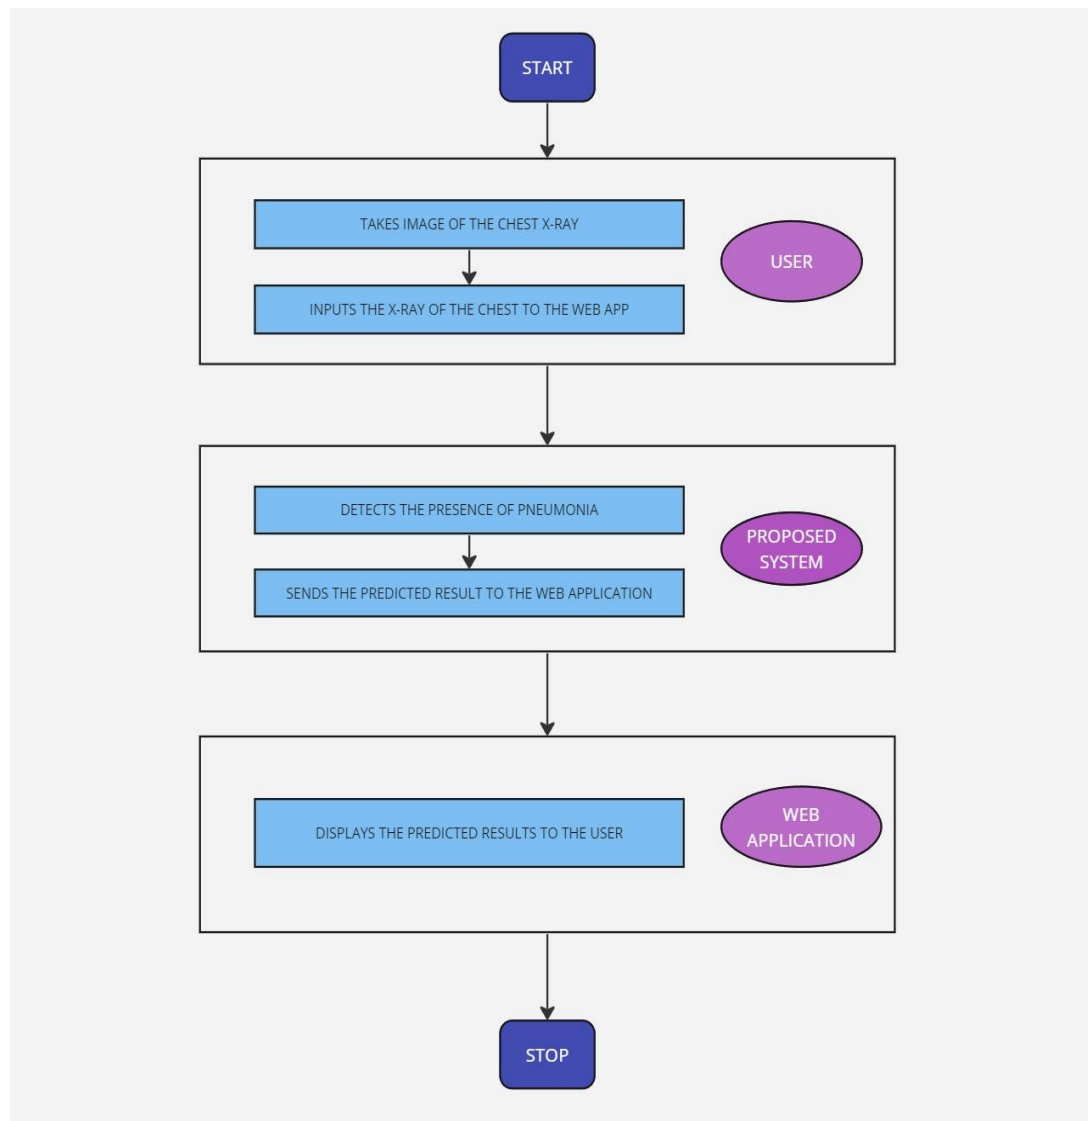 START
TAKES IMAGE OF THE CHEST X-RAY
USER
INPUTS THE X-RAY OF THE CHEST TO THE WEB APP
DETECTS THE PRESENCE OF PNEUMONIA
PROPOSED
SYSTEM
SENDS THE PREDICTED RESULT TO THE WEB APPLICATION
DISPLAYS THE PREDICTED RESULTS TO THE USER
WEB
APPLICATION
STOP